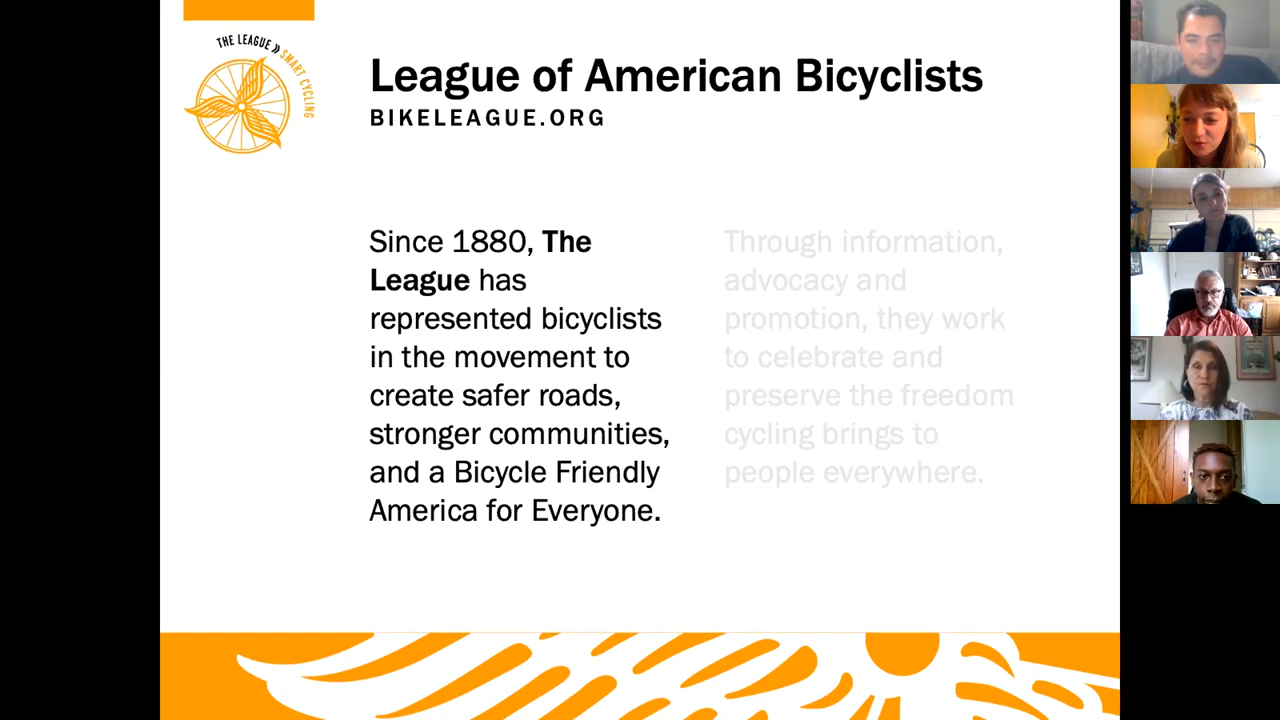 THE LEAGUE » SMART CYCLING
League of American Bicyclists
BIKELEAGUE.ORG
Since 1880, The
League has
represented bicyclists
in the movement to
create safer roads,
stronger communities,
and a Bicycle Friendly
America for Everyone.
Through information,
advocacy and
promotion, they work
to celebrate and
preserve the freedom
cycling brings to
people everywhere.